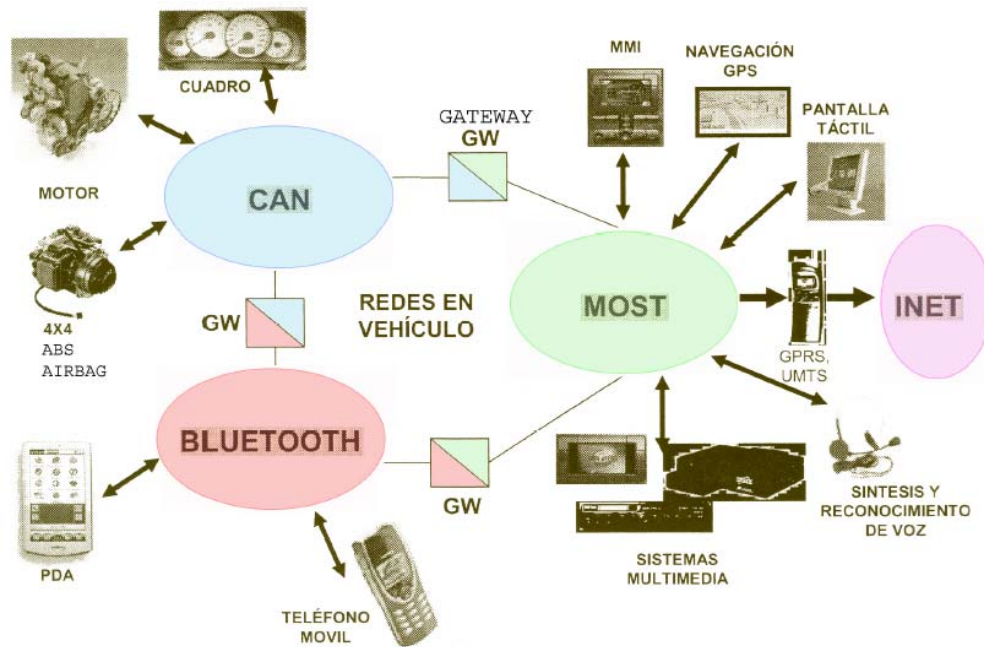 CUADRO
MOTOR
4X4
ABS
AIRBAG
CAN
GATEWAY
GW
GW
REDES EN
VEHÍCULO
BLUETOOTH
GW
PDA
TELÉFONO
MOVIL
MMI
NAVEGACIÓN
GPS
PANTALLA
TÁCTIL
MOST
GPRS,
UMTS
INET
SINTESIS Y
RECONOCIMIENTO
DE VOZ
SISTEMAS
MULTIMEDIA